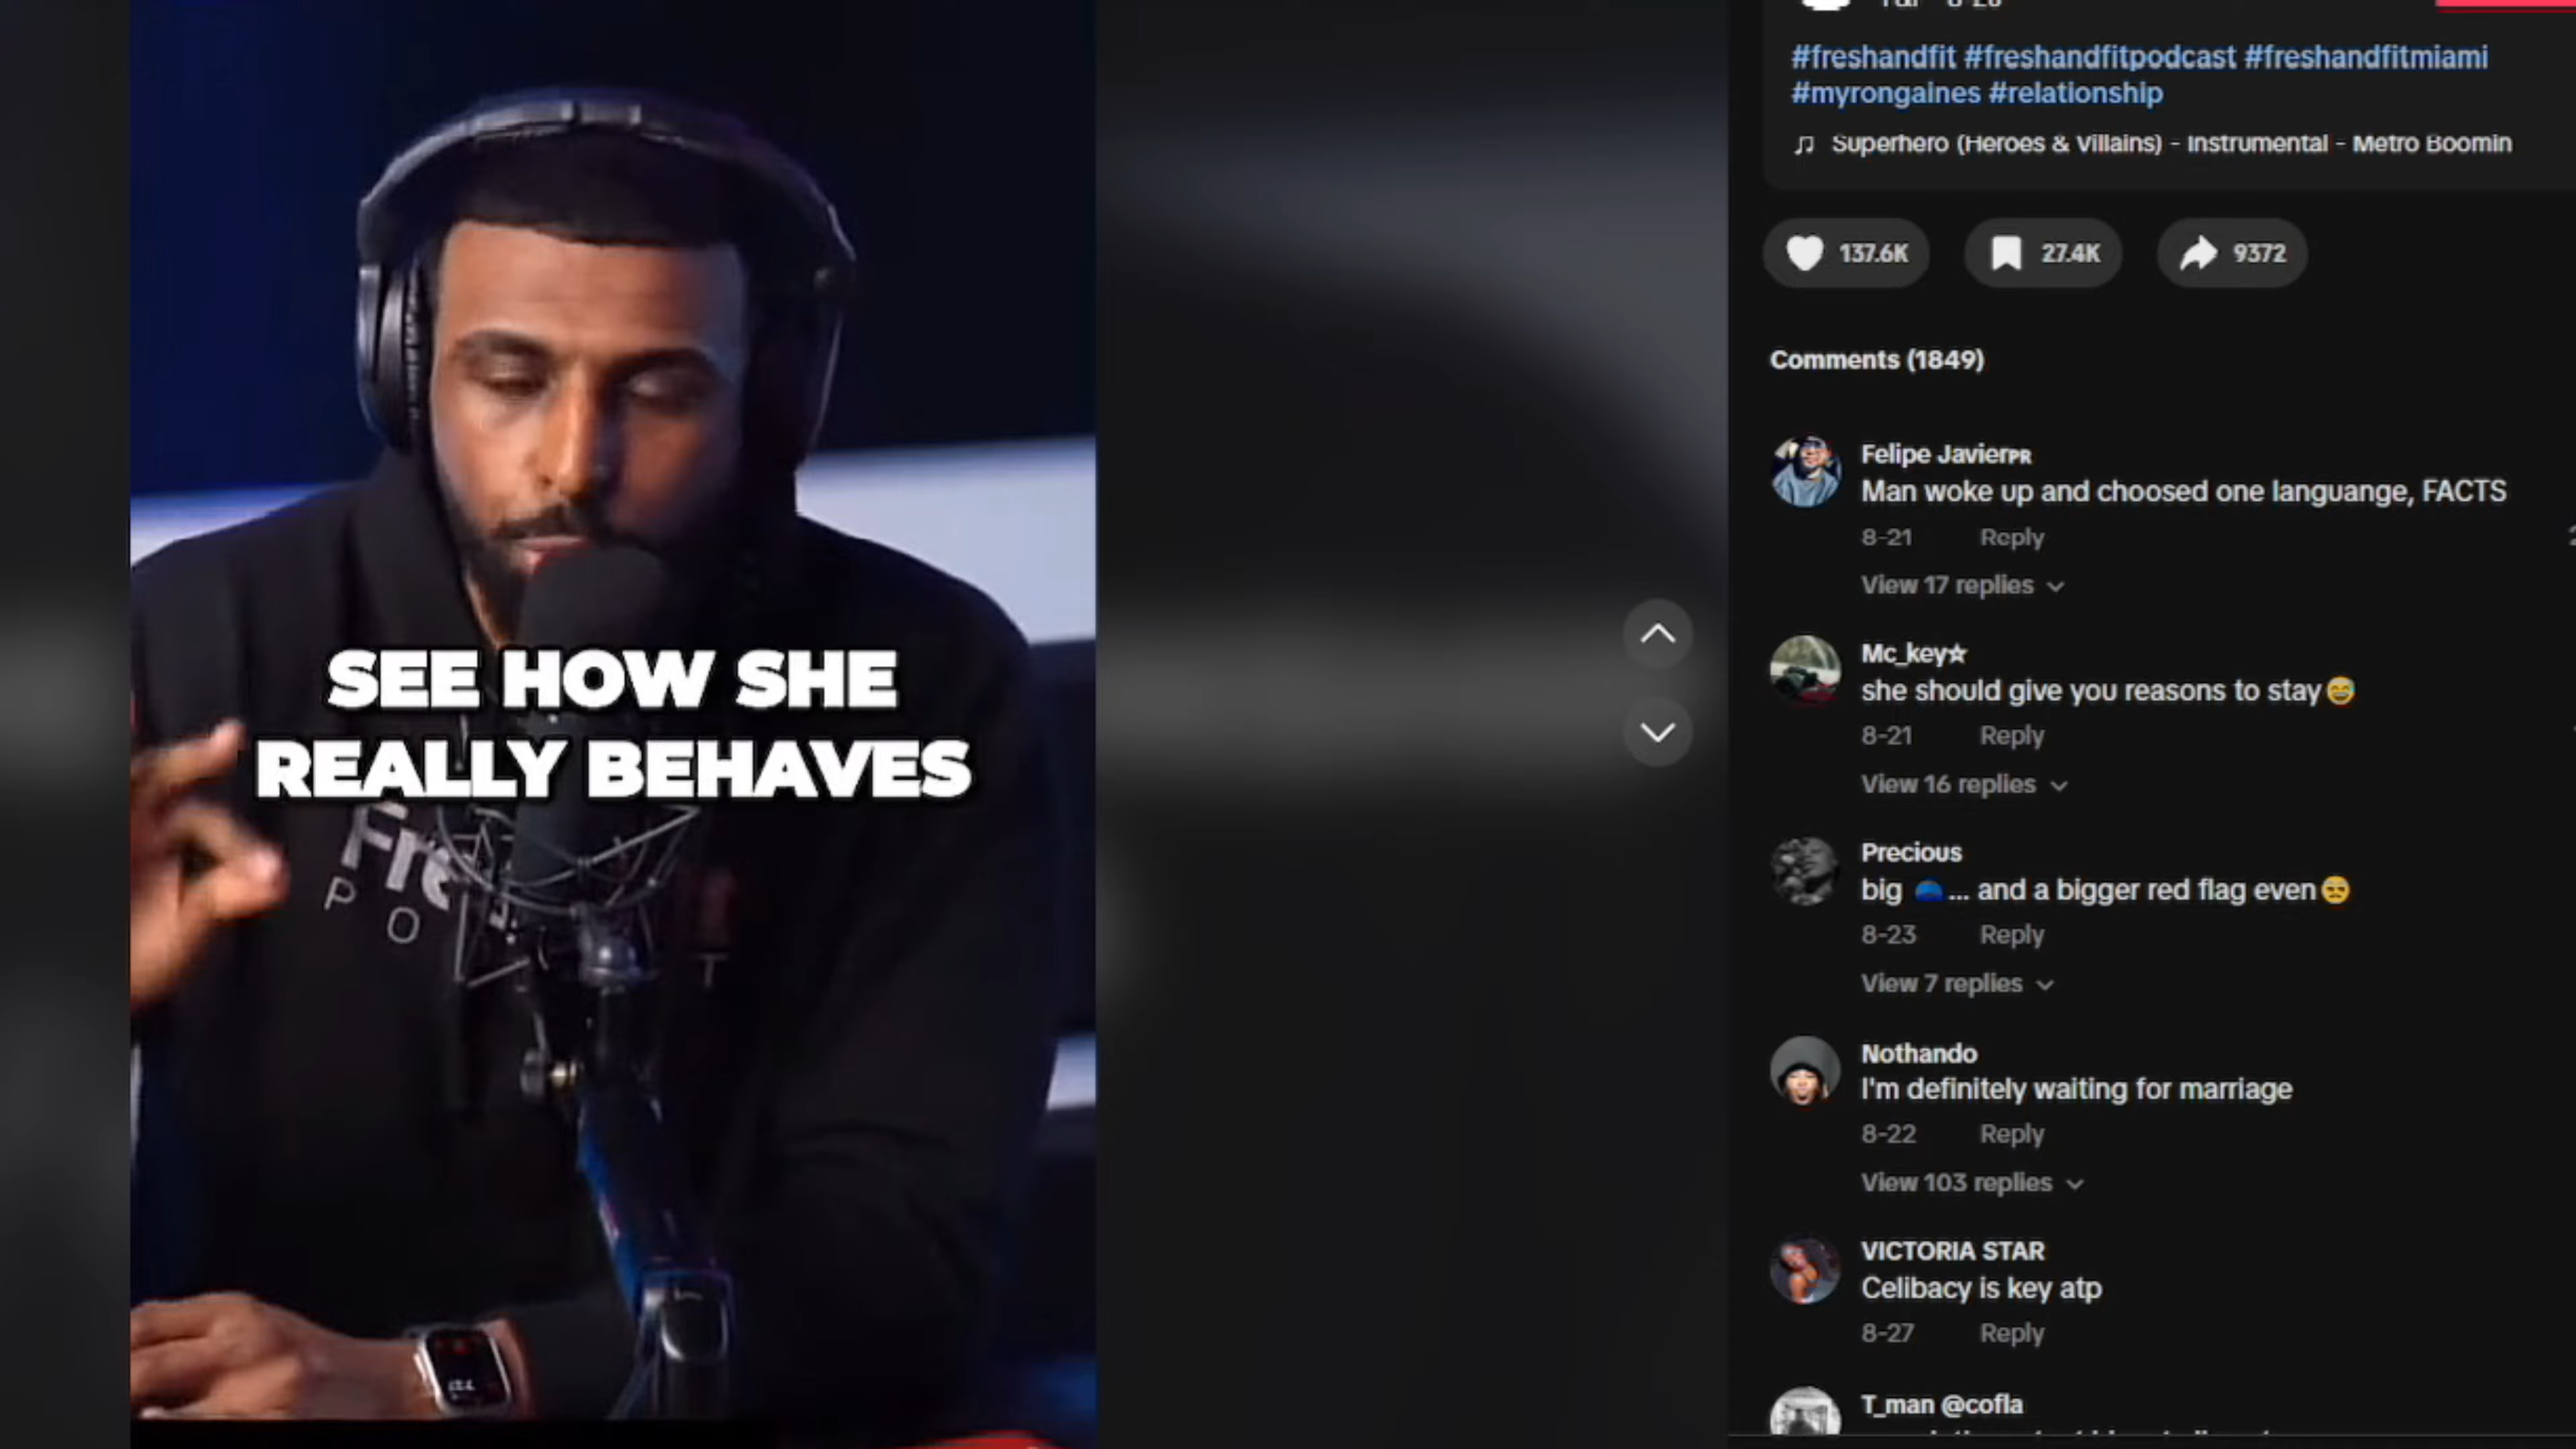 SEE HOW SHE
REALLY BEHAVES
P O
T
#freshandfit #freshandfitpodcast #freshandfitmiami
#myrongaines #relationship
Superhero (Heroes & Villains) - Instrumental - Metro Boomin
137.6K
27.4K
9372
Comments (1849)
Felipe JavierPR
Man woke up and choosed one languange, FACTS
8-21 Reply
View 17 replies
Mc_key☆
she should give you reasons to stay😅
8-21 Reply
View 16 replies
Precious
big 🧢... and a bigger red flag even😒
8-23 Reply
View 7 replies
Nothando
I'm definitely waiting for marriage
8-22 Reply
View 103 replies
VICTORIA STAR
Celibacy is key atp
8-27 Reply
T_man @cofla